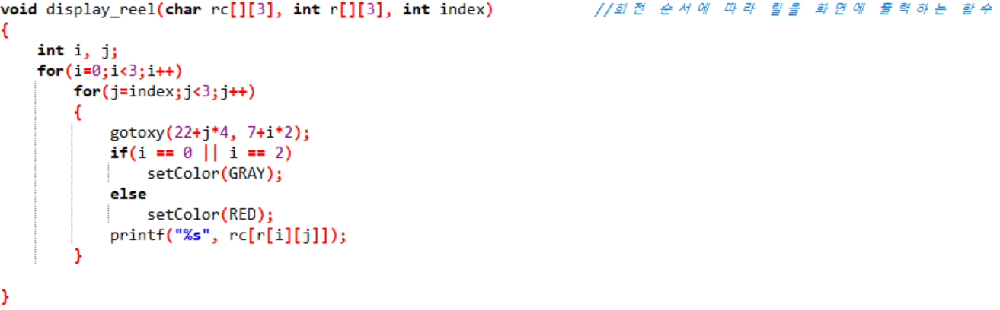 void display_reel(char rc[][3], int r[][3], int index) //회전 순서에 따라 릴을 화면에 출력하는 함수
{
    int i, j;
    for(i=0;i<3;i++)
        for(j=index;j<3;j++)
        {
            gotoxy(22+j*4, 7+i*2);
            if(i == 0 || i == 2)
                setColor(GRAY);
            else
                setColor(RED);
            printf("%s", rc[r[i][j]]);
        }
}